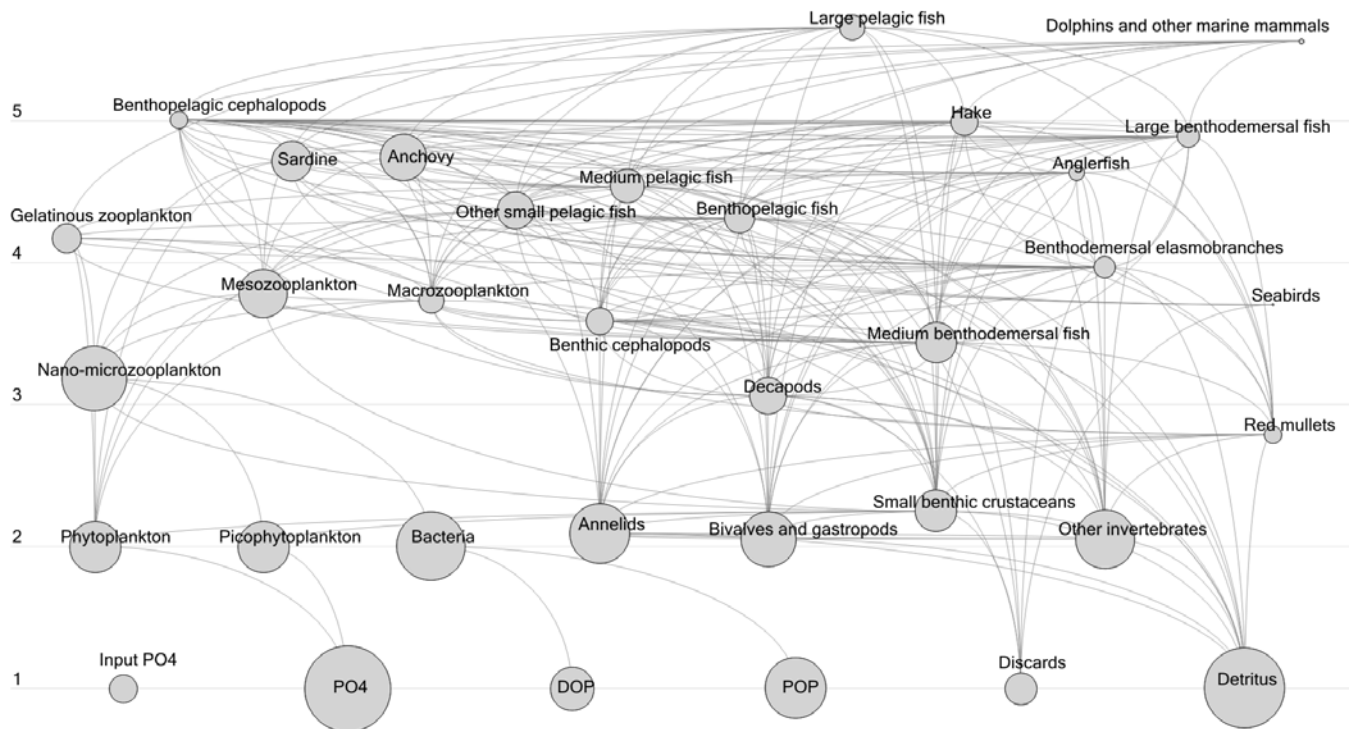 Large pelagic fish
Dolphins and other marine mammals
5
Benthopelagic cephalopods
Hake
Large benthodemersal fish
Sardine
Anchovy
Anglerfish
Medium pelagic fish
Gelatinous zooplankton
Other small pelagic fish
Benthopelagic fish
Benthodemersal elasmobranches
4
Mesozooplankton
Macrozooplankton
Seabirds
Benthic cephalopods
Medium benthodemersal fish
Nano-microzooplankton
Decapods
3
Red mullets
Small benthic crustaceans
Phytoplankton
Picophytoplankton
Bacteria
Annelids
Bivalves and gastropods
Other invertebrates
2
Input PO4
Discards
1
PO4
DOP
POP
Detritus